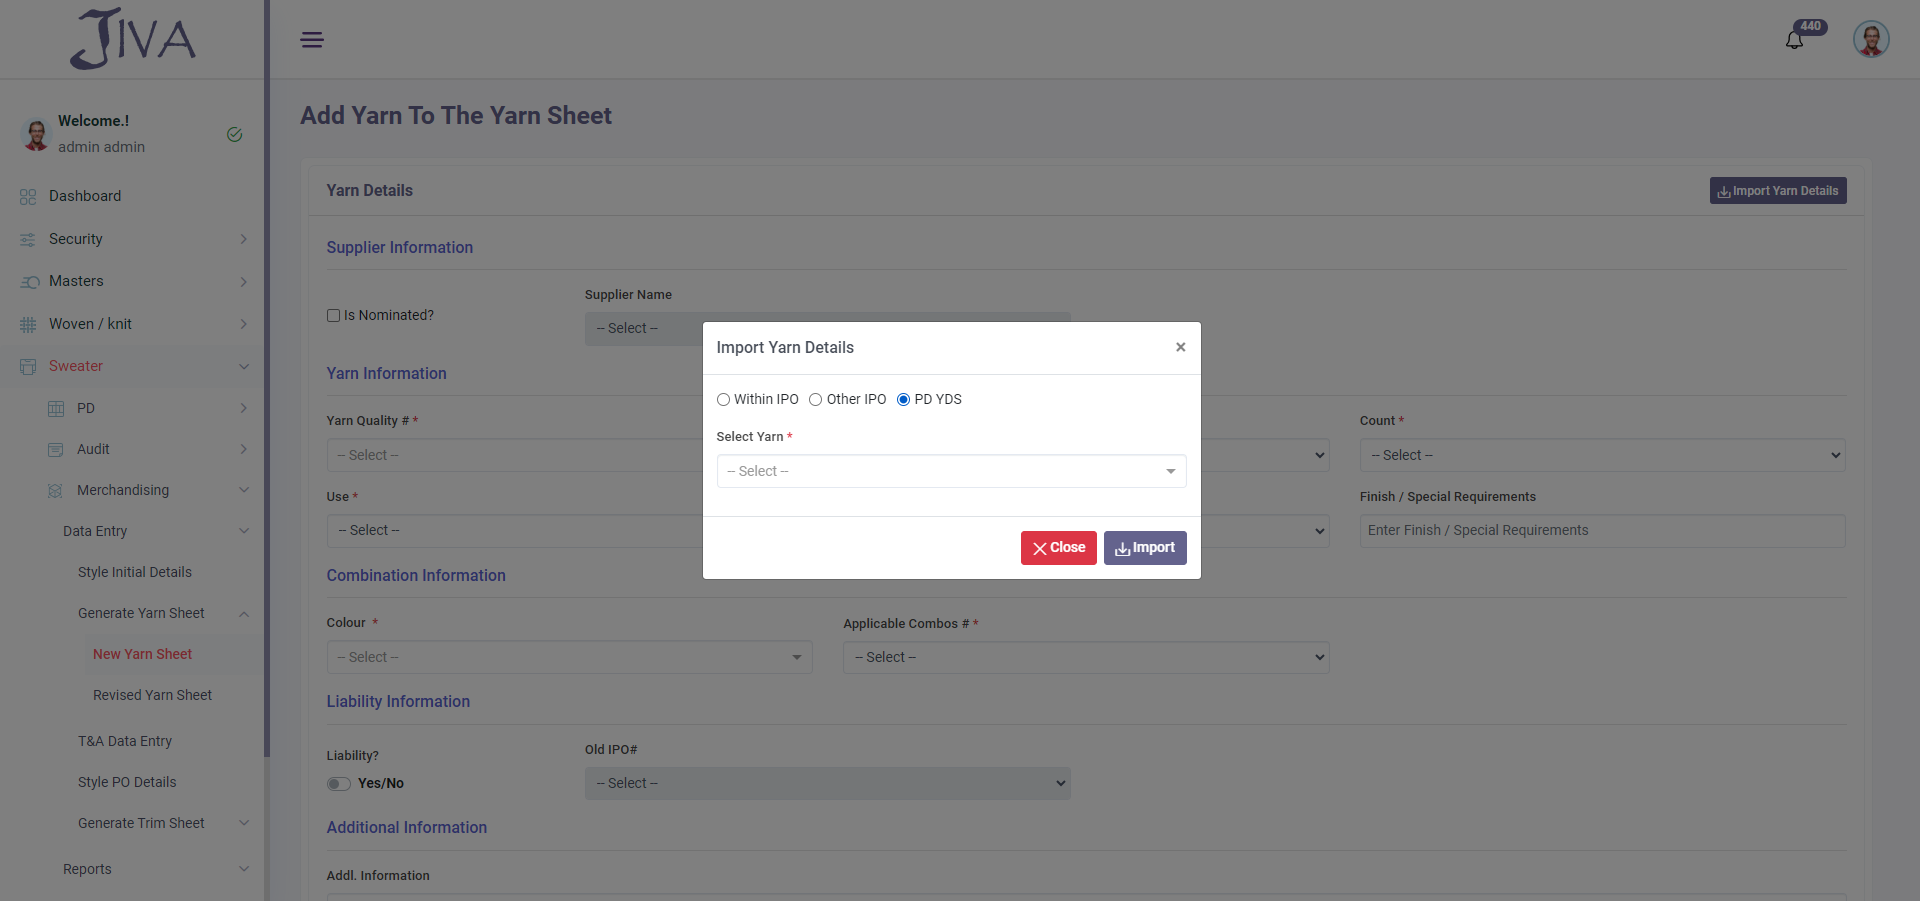 JIVA
440
Welcome.!
admin admin
Dashboard
Security
Masters
Woven / knit
Sweater
PD
Audit
Merchandising
Data Entry
Style Initial Details
Generate Yarn Sheet
New Yarn Sheet
Revised Yarn Sheet
T&A Data Entry
Style PO Details
Generate Trim Sheet
Reports
Add Yarn To The Yarn Sheet
Yarn Details
Import Yarn Details
Supplier Information
Is Nominated?
Supplier Name
-- Select --
Yarn Information
Yarn Quality # *
-- Select --
Count *
-- Select --
Use *
-- Select --
Finish / Special Requirements
Enter Finish / Special Requirements
Combination Information
Colour *
-- Select --
Applicable Combos # *
-- Select --
Liability Information
Liability?
Yes/No
Old IPO#
-- Select --
Additional Information
Addl. Information
Import Yarn Details
×
Within IPO Other IPO PD YDS
Select Yarn *
-- Select --
Close Import